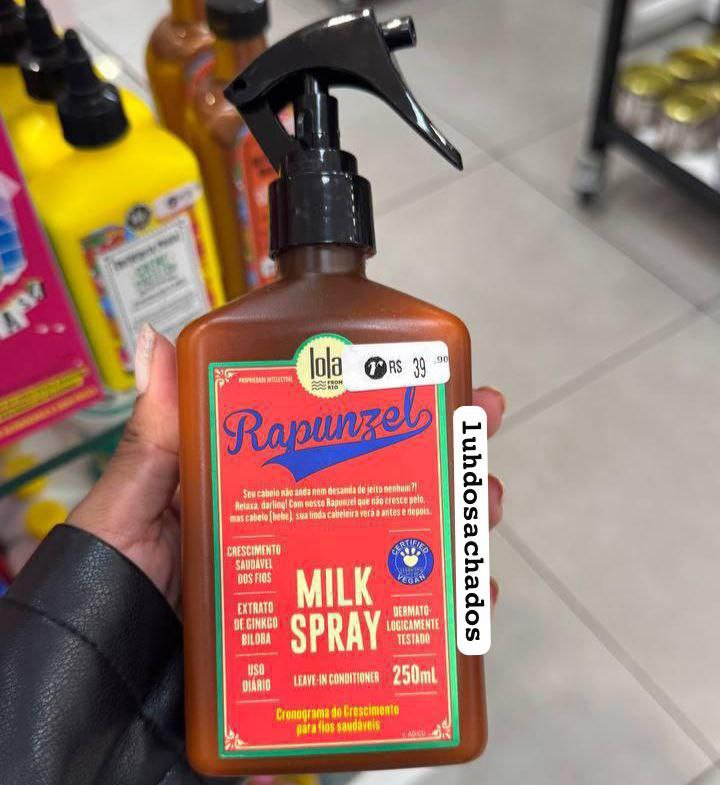 lola
FROM
RIO
r R$ 39 ,90
PROPRIEDADE INTELECTUAL
Rapunzel
Seu cabelo não anda nem desanda de jeito nenhum?!
Relaxa, darling! Com nosso Rapunzel que não cresce pelo,
mas cabelo (bebê), sua linda cabeleira verá o antes e depois.
CRESCIMENTO
SAUDÁVEL
DOS FIOS
CERTIFIED
VEGAN
MILK
SPRAY
EXTRATO
DE GINKGO
BILOBA
DERMATO-
LOGICAMENTE
TESTADO
USO
DIÁRIO
LEAVE-IN CONDITIONER
250mL
Cronograma do Crescimento
para fios saudáveis
luhdosachados